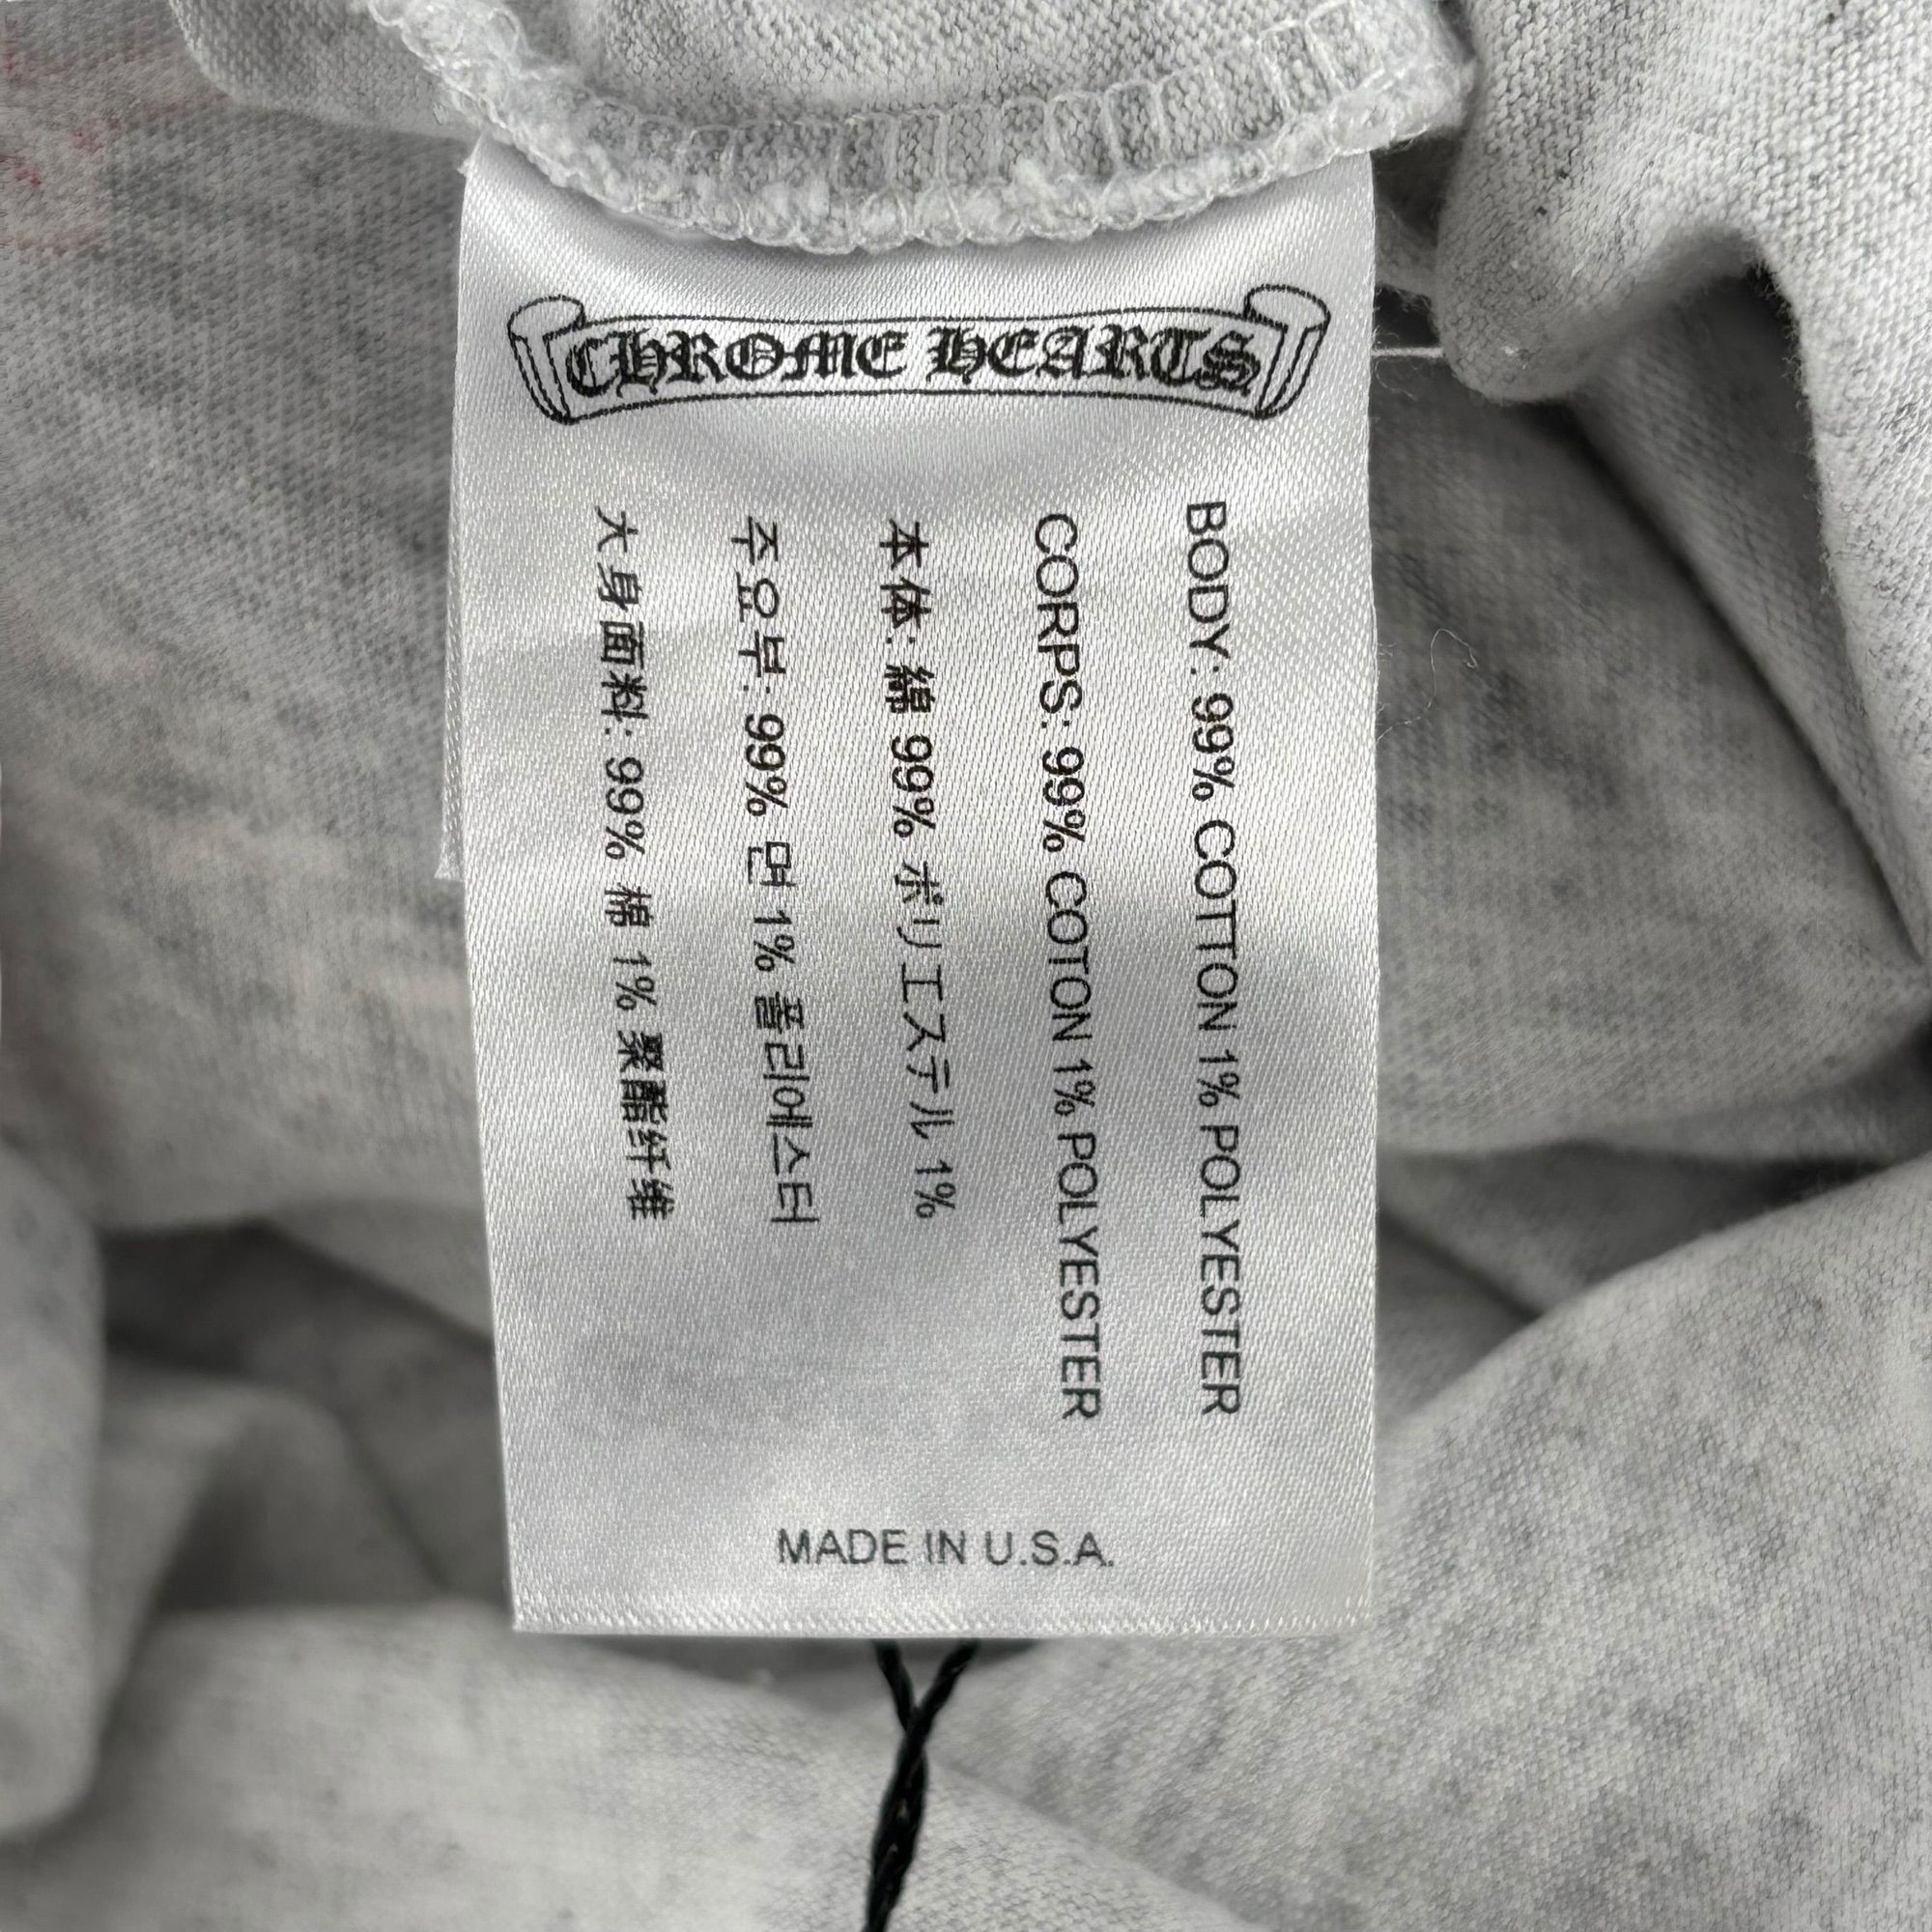 CHROME HEARTS
BODY: 99% COTTON 1% POLYESTER
CORPS: 99% COTON 1% POLYESTER
本体: 綿 99% ポリエステル 1%
주요부: 99% 면 1% 폴리에스터
大身面料: 99% 棉 1% 聚酯纤维
MADE IN U.S.A.